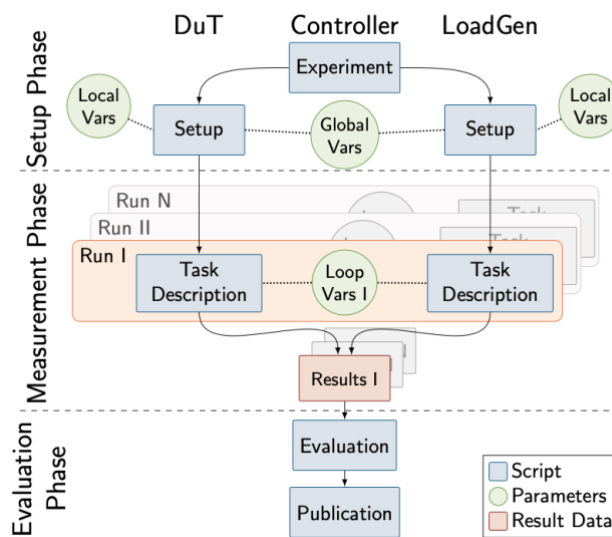 DuT
Controller
LoadGen
Setup Phase
Experiment
Local
Vars
Setup
Global
Vars
Setup
Local
Vars
Measurement Phase
Run N
Run II
Run I
Task
Description
Loop
Vars I
Task
Description
Results I
Evaluation
Phase
Evaluation
Publication
Script
Parameters
Result Data